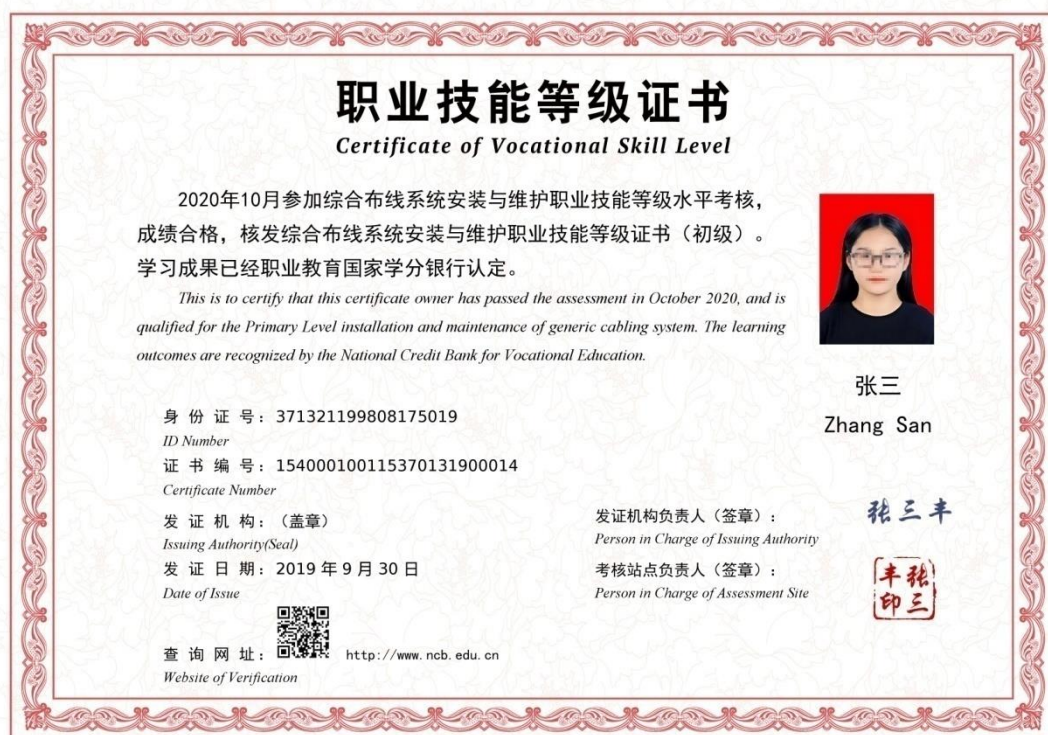 职业技能等级证书
Certificate of Vocational Skill Level
2020年10月参加综合布线系统安装与维护职业技能等级水平考核，
成绩合格，核发综合布线系统安装与维护职业技能等级证书（初级）。
学习成果已经职业教育国家学分银行认定。
This is to certify that this certificate owner has passed the assessment in October 2020, and is
qualified for the Primary Level installation and maintenance of generic cabling system. The learning
outcomes are recognized by the National Credit Bank for Vocational Education.
张三
Zhang San
身份证号：371321199808175019
ID Number
证书编号：154000100115370131900014
Certificate Number
发证机构：（盖章）
Issuing Authority(Seal)
发证日期：2019年9月30日
Date of Issue
查询网址：http://www.ncb.edu.cn
Website of Verification
发证机构负责人（签章）：张三丰
Person in Charge of Issuing Authority
考核站点负责人（签章）：
Person in Charge of Assessment Site
张三
丰印